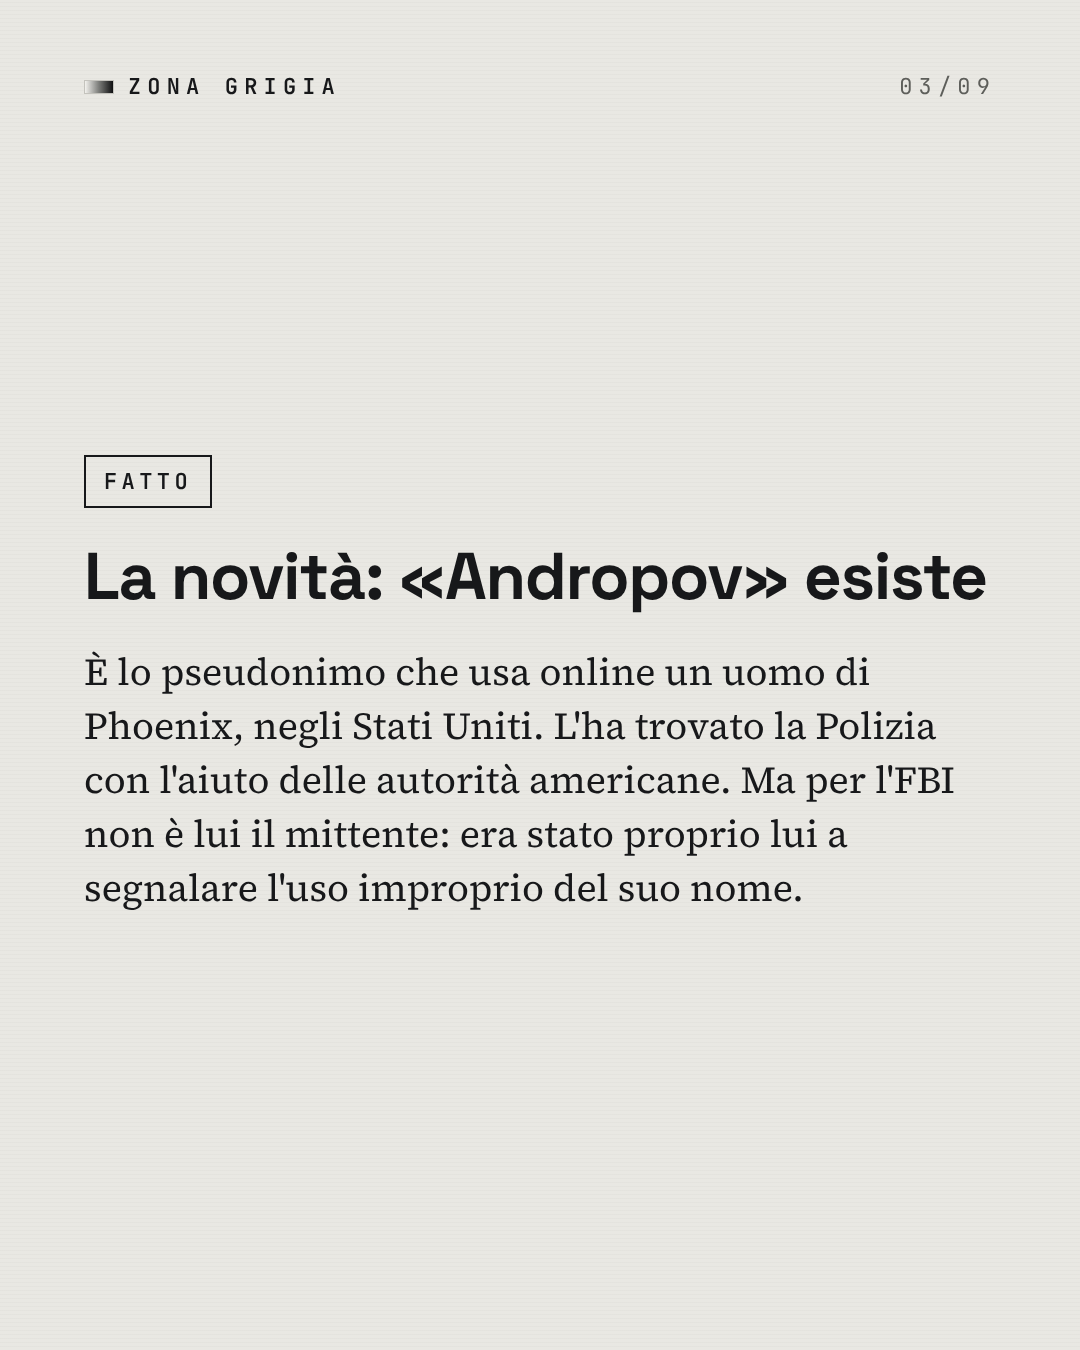 ZONA GRIGIA
03/09
FATTO
La novità: «Andropov» esiste
È lo pseudonimo che usa online un uomo di
Phoenix, negli Stati Uniti. L'ha trovato la Polizia
con l'aiuto delle autorità americane. Ma per l'FBI
non è lui il mittente: era stato proprio lui a
segnalare l'uso improprio del suo nome.